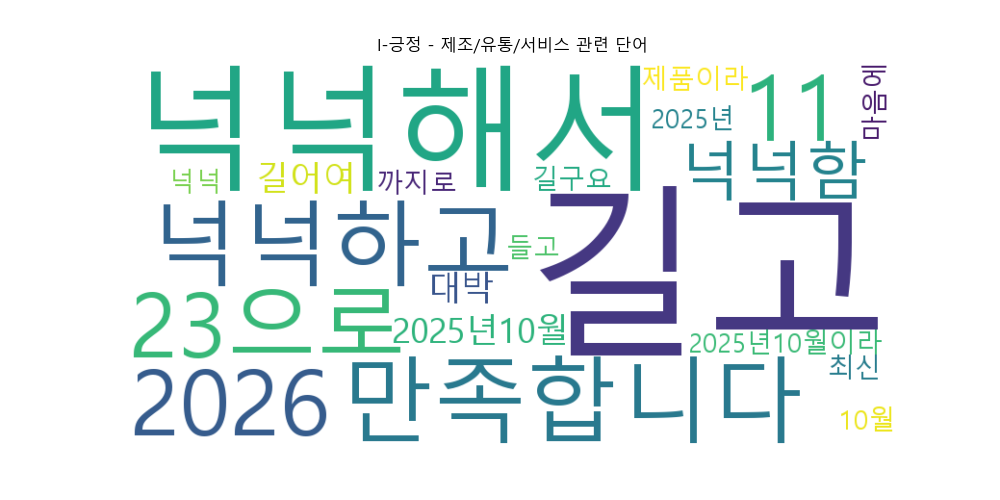 I-긍정 - 제조/유통/서비스 관련 단어
넉넉해서
제품이라
11
마음에
2025년
넉넉함
넉넉
길어여
까지로
길구요
넉넉하고
길고
들고
대박
23으로
2025년10월
2025년10월이라
최신
2026
만족합니다
10월